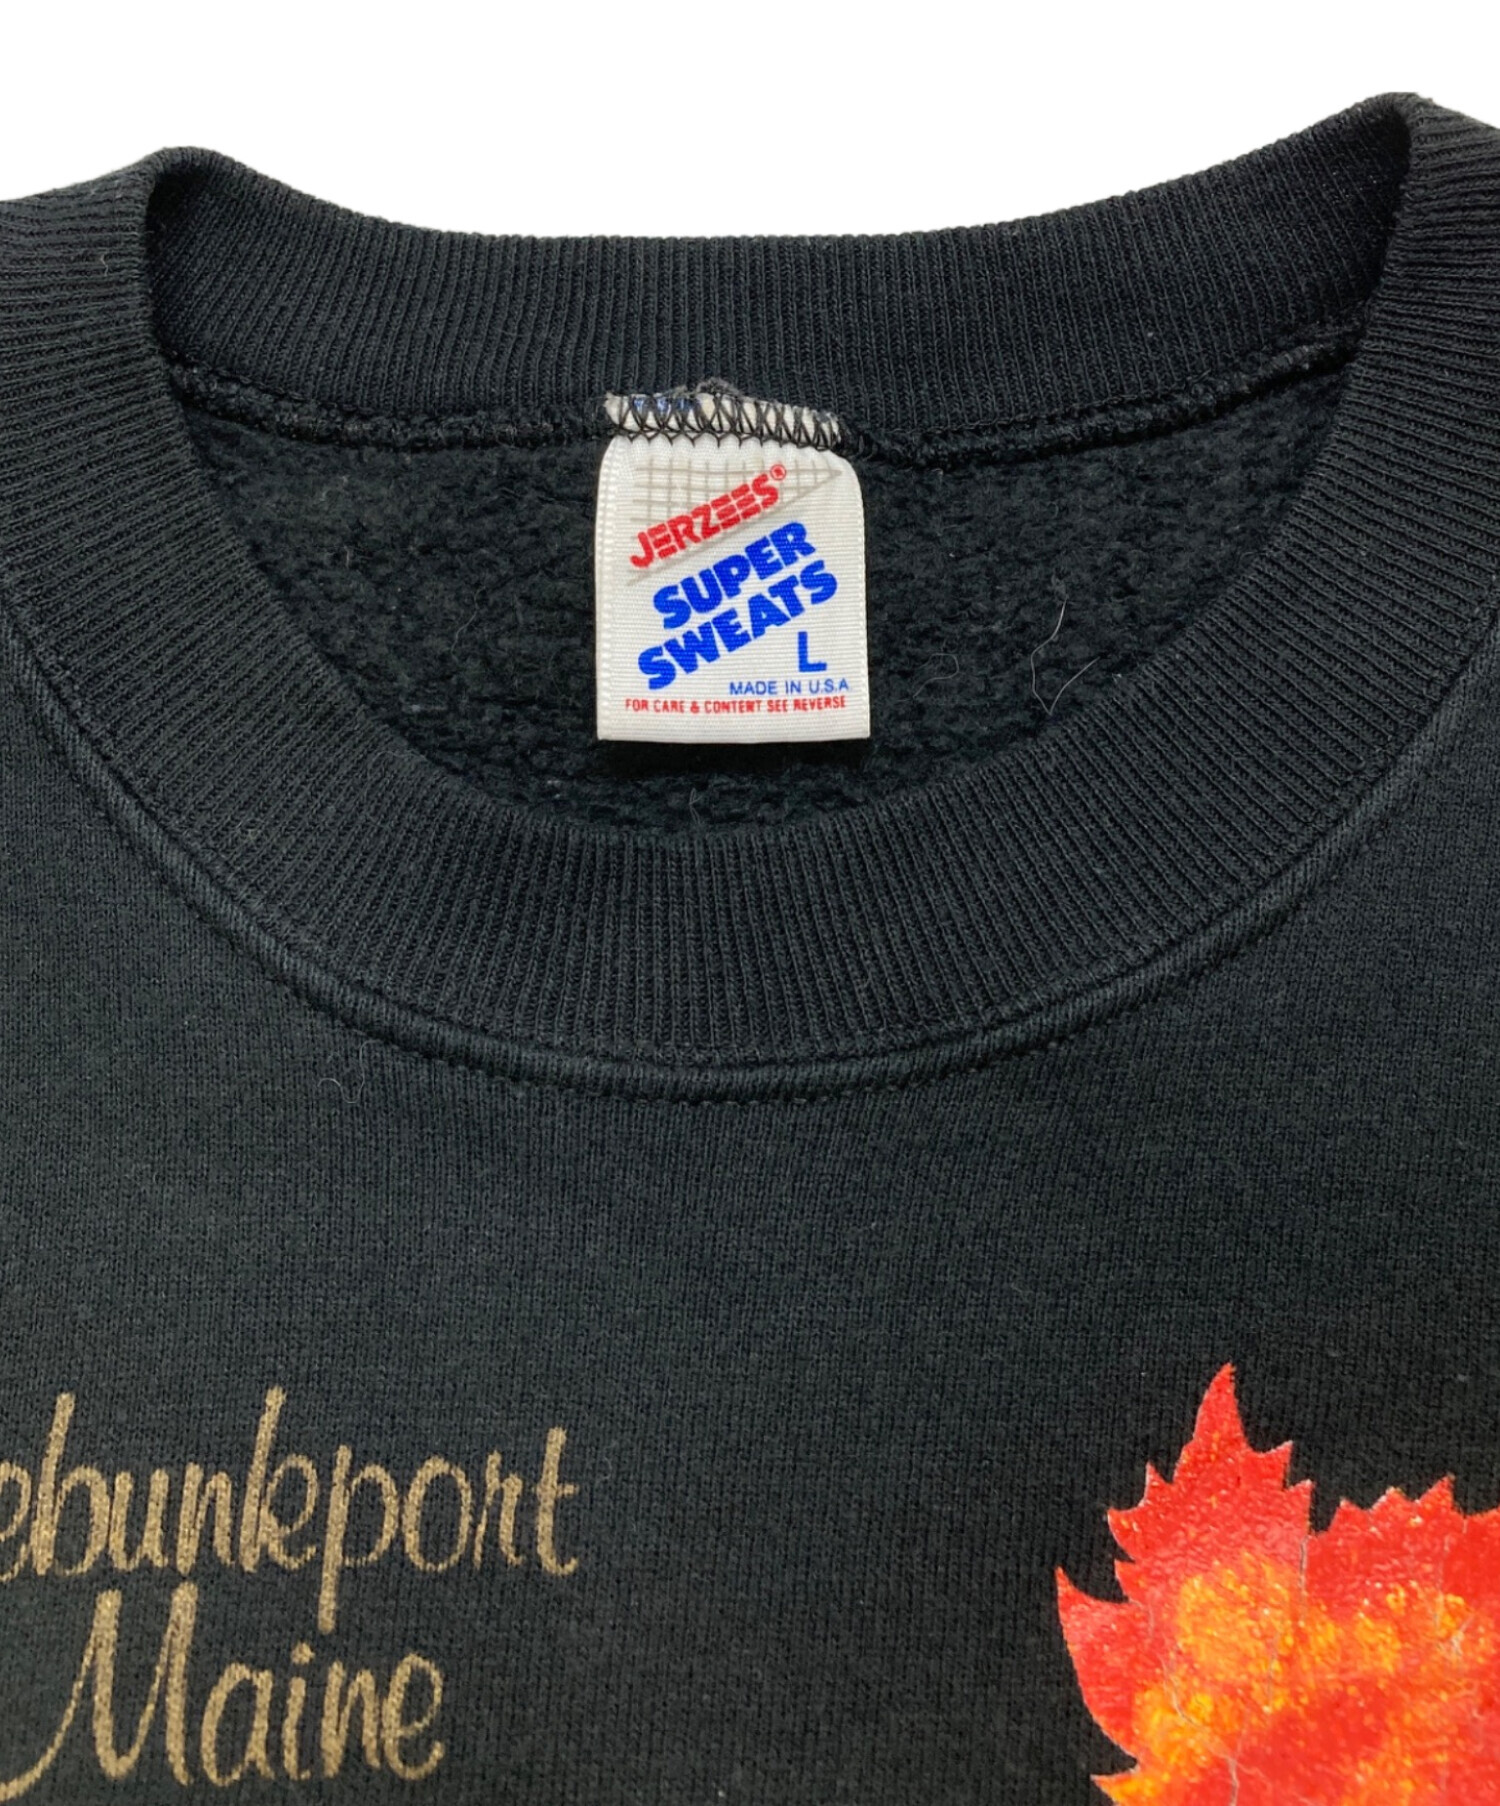 JERZEES®
SUPER
SWEATS
L
MADE IN U.S.A
FOR CARE & CONTENT SEE REVERSE
ebunkport
Maine